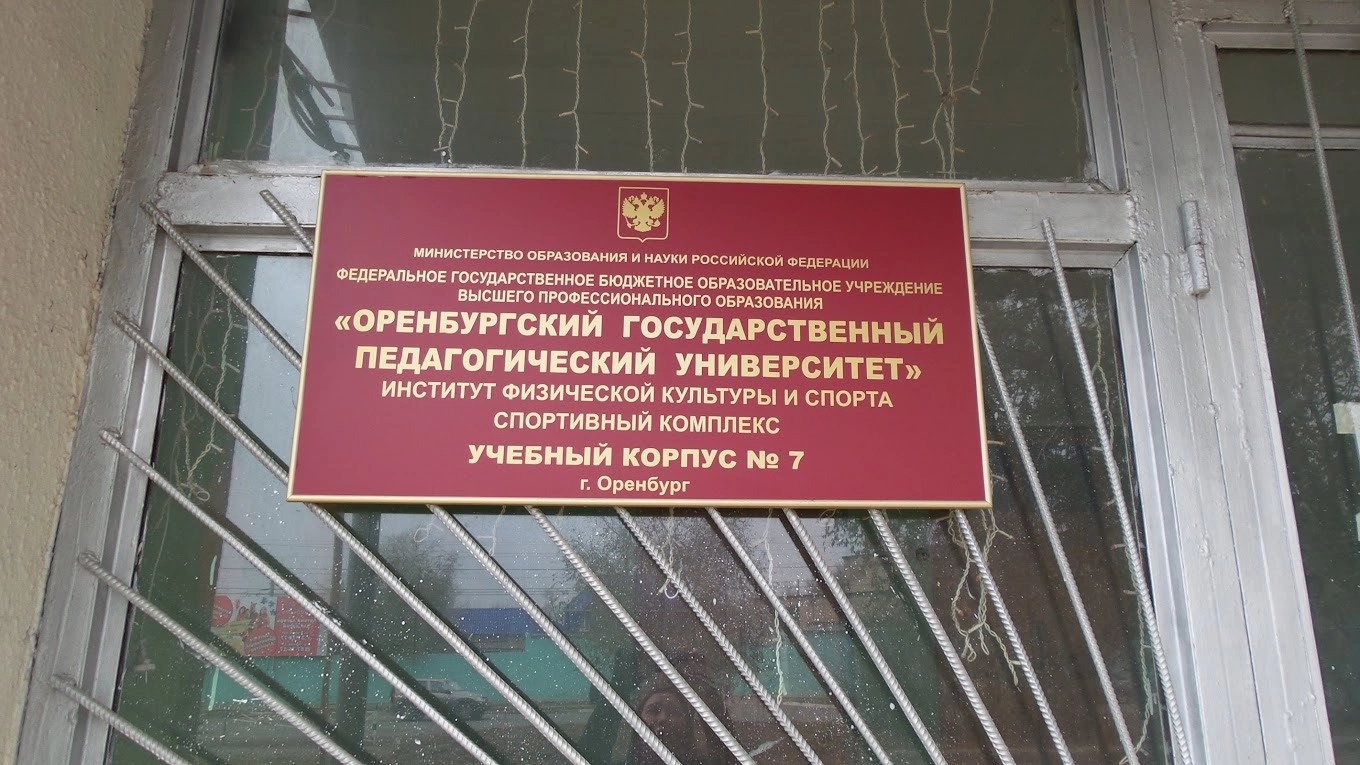 МИНИСТЕРСТВО ОБРАЗОВАНИЯ И НАУКИ РОССИЙСКОЙ ФЕДЕРАЦИИ
ФЕДЕРАЛЬНОЕ ГОСУДАРСТВЕННОЕ БЮДЖЕТНОЕ ОБРАЗОВАТЕЛЬНОЕ УЧРЕЖДЕНИЕ
ВЫСШЕГО ПРОФЕССИОНАЛЬНОГО ОБРАЗОВАНИЯ
«ОРЕНБУРГСКИЙ ГОСУДАРСТВЕННЫЙ
ПЕДАГОГИЧЕСКИЙ УНИВЕРСИТЕТ»
ИНСТИТУТ ФИЗИЧЕСКОЙ КУЛЬТУРЫ И СПОРТА
СПОРТИВНЫЙ КОМПЛЕКС
УЧЕБНЫЙ КОРПУС № 7
г. Оренбург